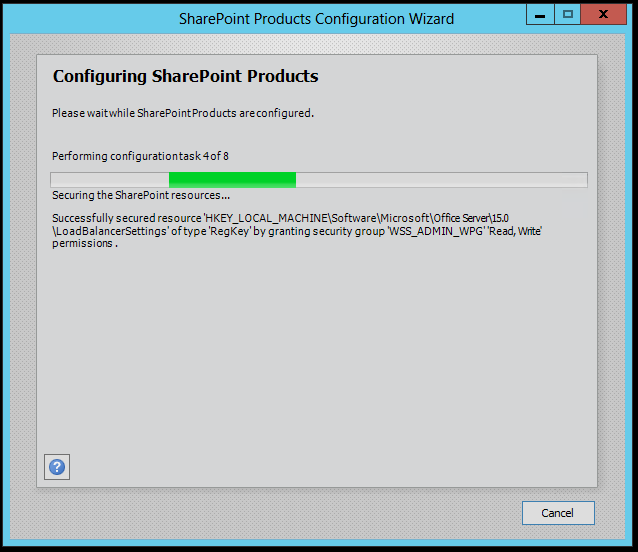 SharePoint Products Configuration Wizard
Configuring SharePoint Products
Please wait while SharePoint Products are configured.
Performing configuration task 4 of 8
Securing the SharePoint resources...
Successfully secured resource 'HKEY_LOCAL_MACHINE\Software\Microsoft\Office Server\15.0
\LoadBalancerSettings' of type 'RegKey' by granting security group 'WSS_ADMIN_WPG' 'Read, Write'
permissions .
?
Cancel